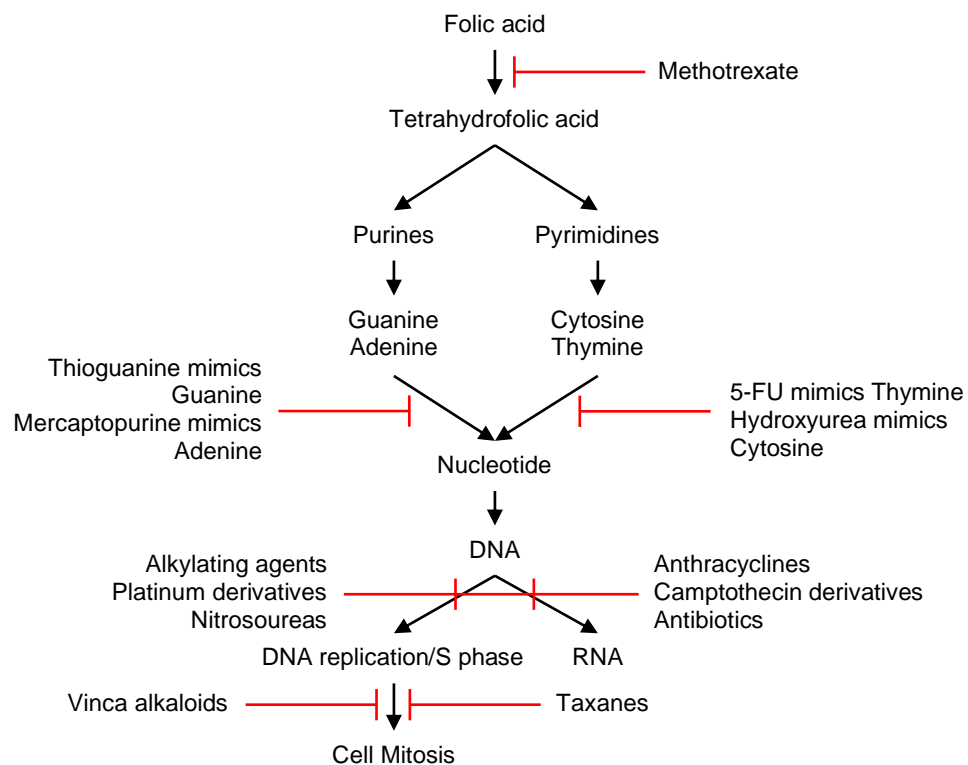 Folic acid
Methotrexate
Tetrahydrofolic acid
Purines
Pyrimidines
Guanine
Adenine
Cytosine
Thymine
Thioguanine mimics
Guanine
Mercaptopurine mimics
Adenine
5-FU mimics Thymine
Hydroxyurea mimics
Cytosine
Nucleotide
DNA
Alkylating agents
Platinum derivatives
Nitrosoureas
Anthracyclines
Camptothecin derivatives
Antibiotics
DNA replication/S phase
RNA
Vinca alkaloids
Taxanes
Cell Mitosis